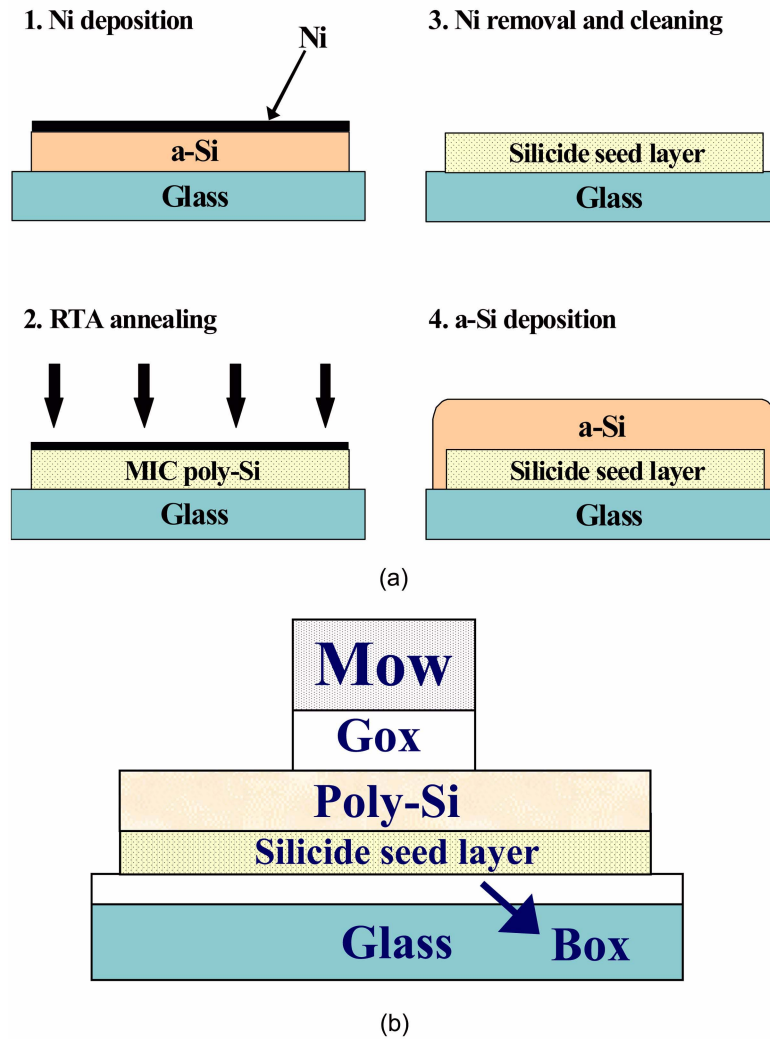 1. Ni deposition
Ni
a-Si
Glass
3. Ni removal and cleaning
Silicide seed layer
Glass
2. RTA annealing
MIC poly-Si
Glass
4. a-Si deposition
a-Si
Silicide seed layer
Glass
(a)
Mow
Gox
Poly-Si
Silicide seed layer
Glass
Box
(b)